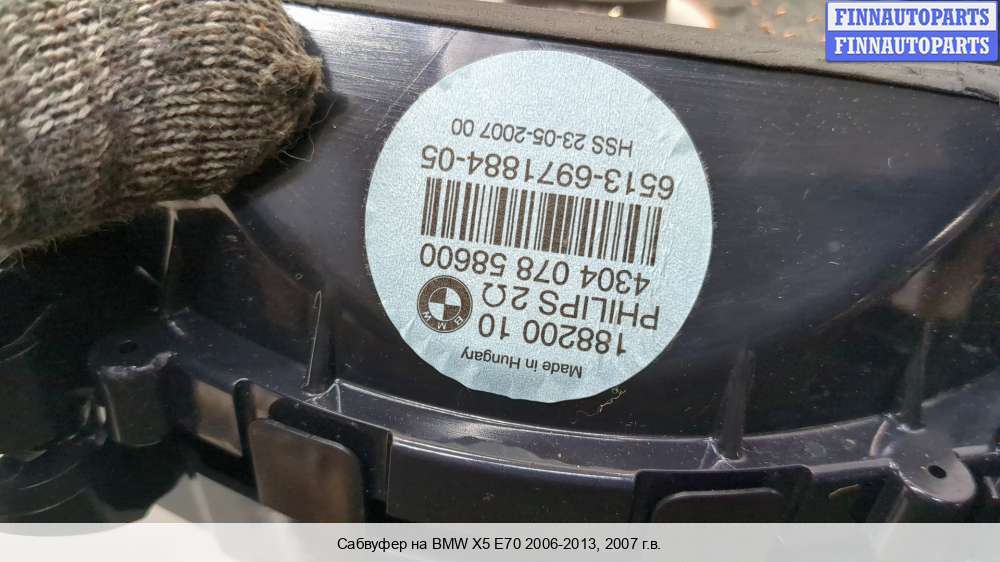 FINNAUTOPARTS
FINNAUTOPARTS
Made in Hungary
188200 10
PHILIPS 2Ω
BMW
4304 078 58600
6513-6971884-05
HSS 23-05-2007 00
Сабвуфер на BMW X5 E70 2006-2013, 2007 г.в.